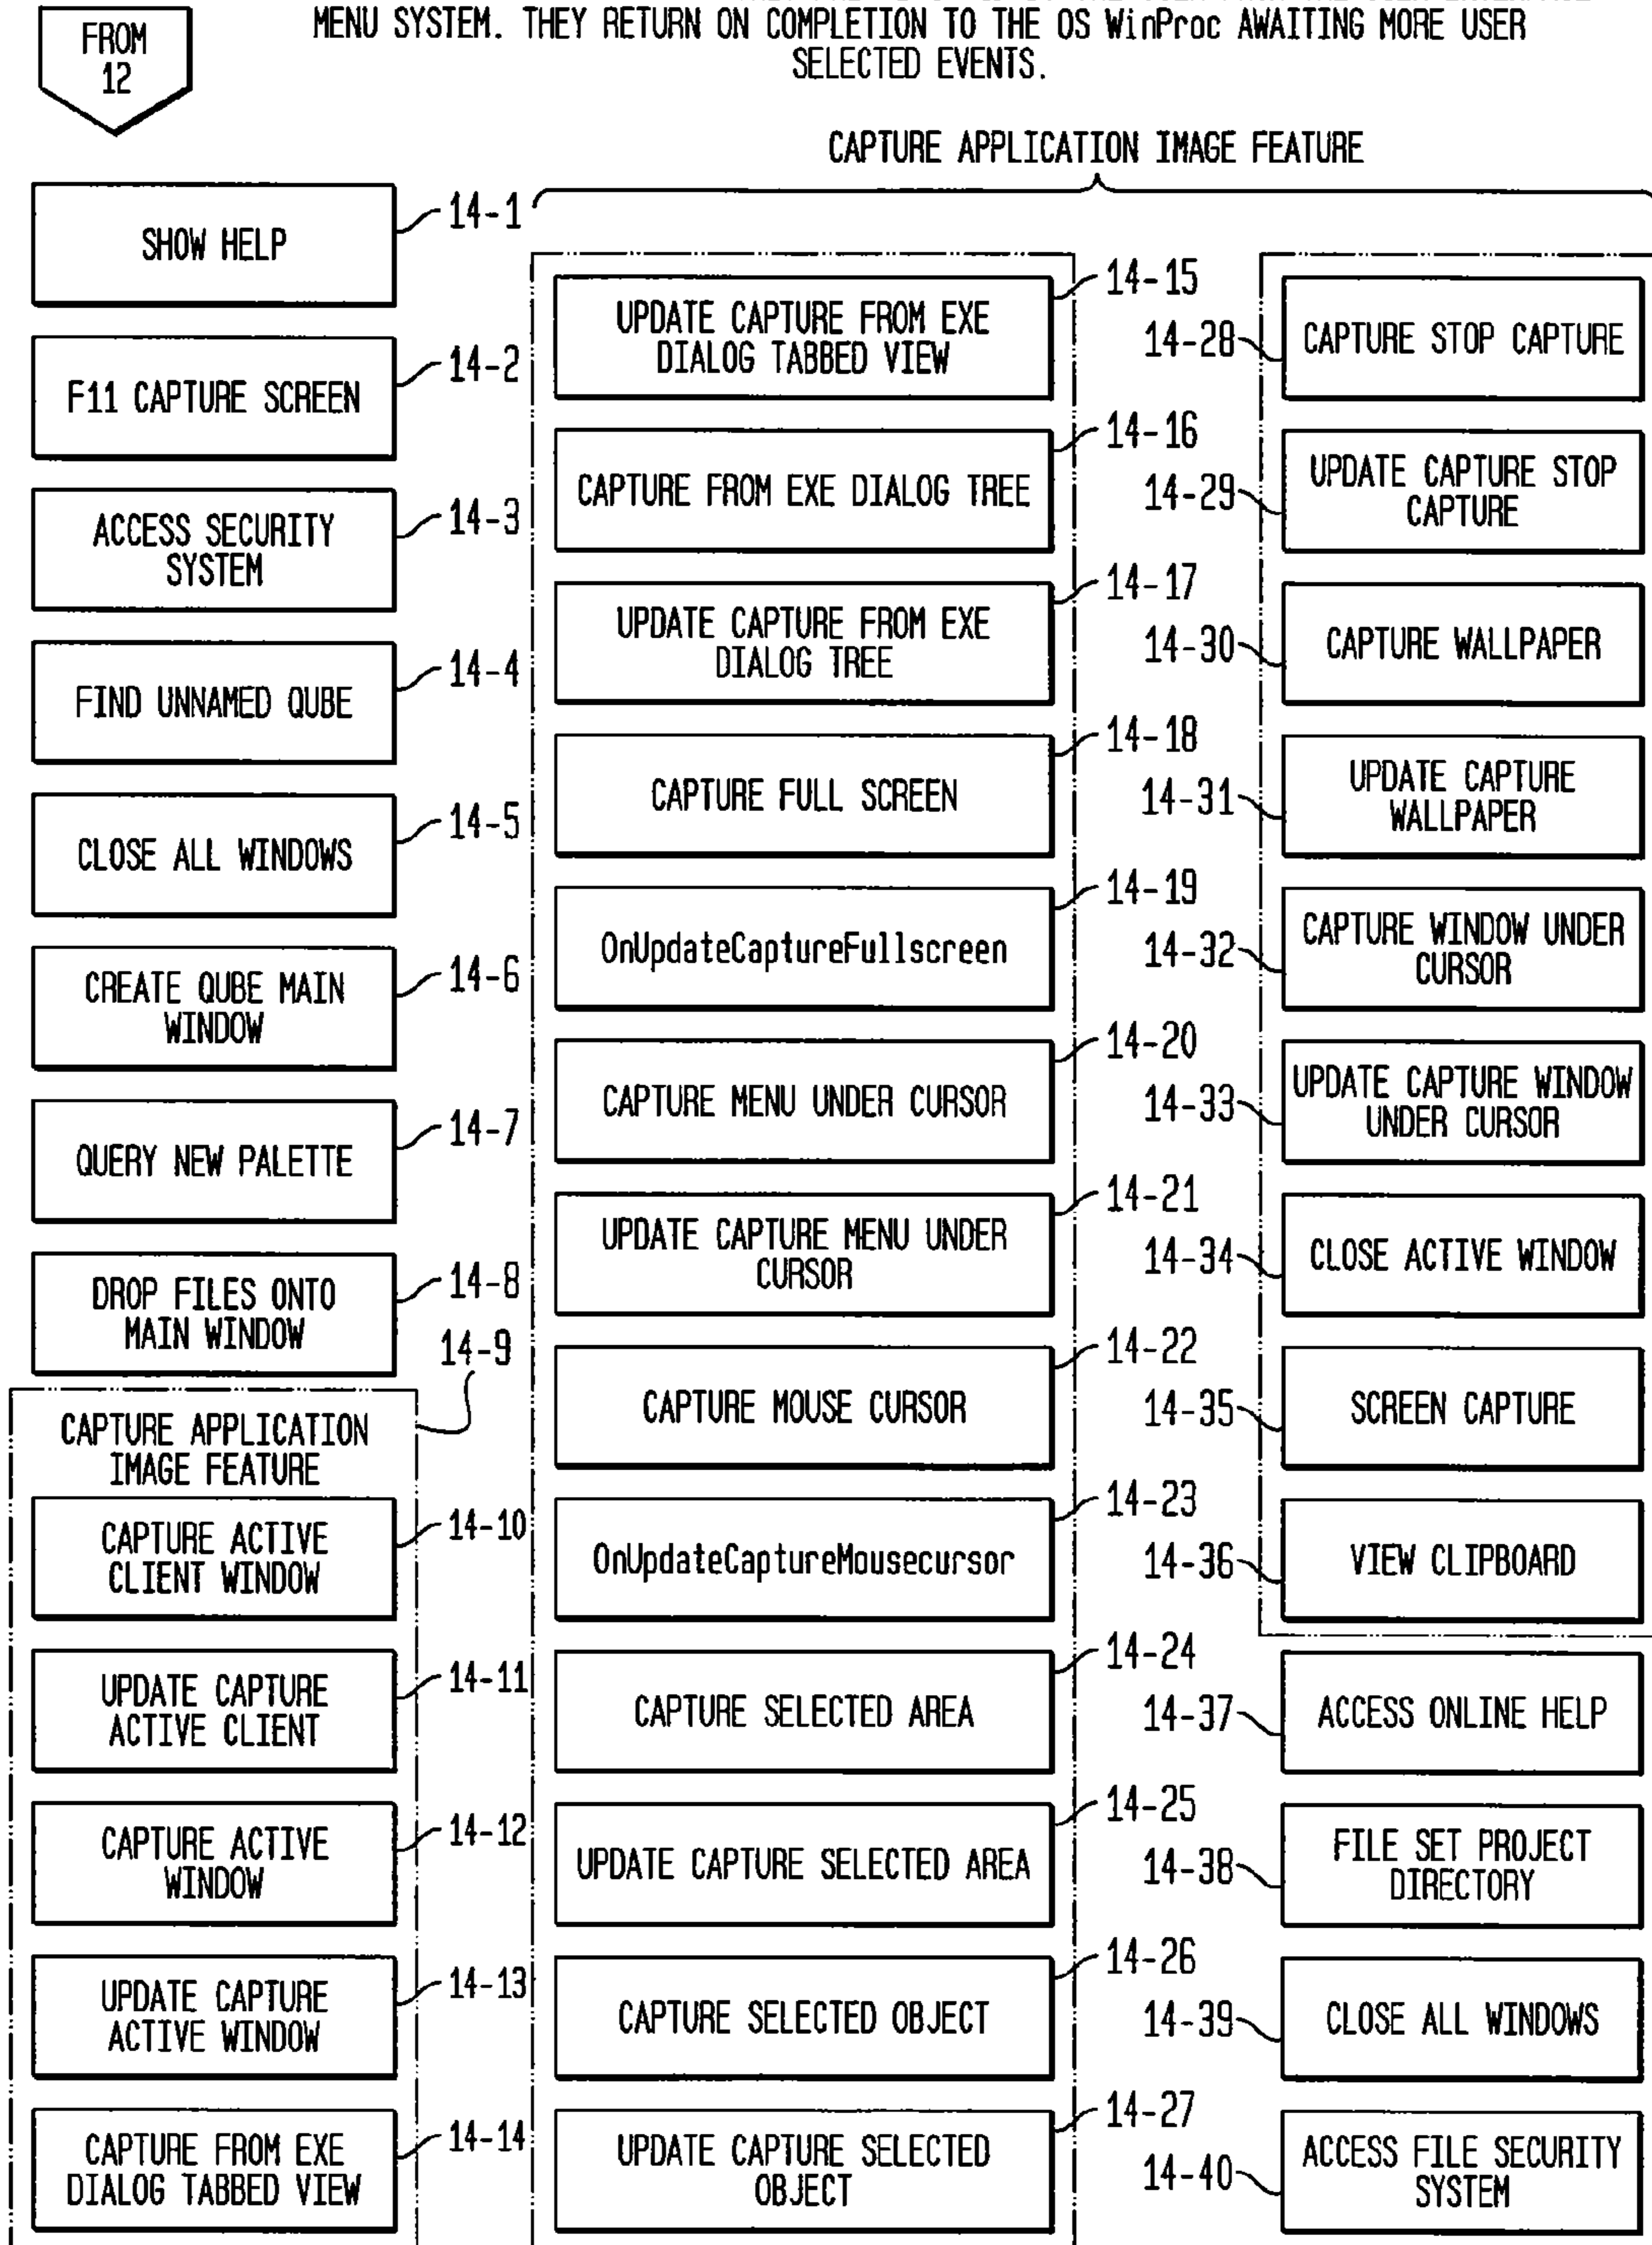 FROM
12
MENU SYSTEM. THEY RETURN ON COMPLETION TO THE OS WinProc AWAITING MORE USER
SELECTED EVENTS.
CAPTURE APPLICATION IMAGE FEATURE
SHOW HELP
14-1
F11 CAPTURE SCREEN
14-2
ACCESS SECURITY
SYSTEM
14-3
FIND UNNAMED QUBE
14-4
CLOSE ALL WINDOWS
14-5
CREATE QUBE MAIN
WINDOW
14-6
QUERY NEW PALETTE
14-7
DROP FILES ONTO
MAIN WINDOW
14-8
14-9
CAPTURE APPLICATION
IMAGE FEATURE
CAPTURE ACTIVE
CLIENT WINDOW
14-10
UPDATE CAPTURE
ACTIVE CLIENT
14-11
CAPTURE ACTIVE
WINDOW
14-12
UPDATE CAPTURE
ACTIVE WINDOW
14-13
CAPTURE FROM EXE
DIALOG TABBED VIEW
14-14
UPDATE CAPTURE FROM EXE
DIALOG TABBED VIEW
14-15
CAPTURE FROM EXE DIALOG TREE
14-16
UPDATE CAPTURE FROM EXE
DIALOG TREE
14-17
CAPTURE FULL SCREEN
14-18
OnUpdateCaptureFullscreen
14-19
CAPTURE MENU UNDER CURSOR
14-20
UPDATE CAPTURE MENU UNDER
CURSOR
14-21
CAPTURE MOUSE CURSOR
14-22
OnUpdateCaptureMousecursor
14-23
CAPTURE SELECTED AREA
14-24
UPDATE CAPTURE SELECTED AREA
14-25
CAPTURE SELECTED OBJECT
14-26
UPDATE CAPTURE SELECTED
OBJECT
14-27
14-28
CAPTURE STOP CAPTURE
14-29
UPDATE CAPTURE STOP
CAPTURE
14-30
CAPTURE WALLPAPER
14-31
UPDATE CAPTURE
WALLPAPER
14-32
CAPTURE WINDOW UNDER
CURSOR
14-33
UPDATE CAPTURE WINDOW
UNDER CURSOR
14-34
CLOSE ACTIVE WINDOW
14-35
SCREEN CAPTURE
14-36
VIEW CLIPBOARD
14-37
ACCESS ONLINE HELP
14-38
FILE SET PROJECT
DIRECTORY
14-39
CLOSE ALL WINDOWS
14-40
ACCESS FILE SECURITY
SYSTEM